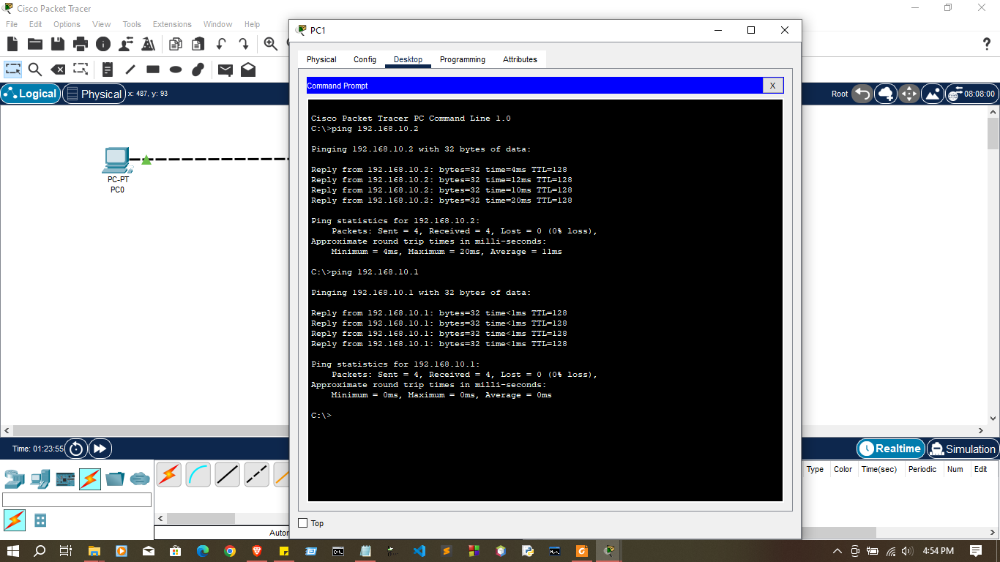 Cisco Packet Tracer
File Edit Options View Tools Extensions Window Help
Logical Physical x: 487, y: 93
Root 08:08:00
PC-PT
PC0
PC1
Physical Config Desktop Programming Attributes
Command Prompt X
Cisco Packet Tracer PC Command Line 1.0
C:\>ping 192.168.10.2
Pinging 192.168.10.2 with 32 bytes of data:
Reply from 192.168.10.2: bytes=32 time=4ms TTL=128
Reply from 192.168.10.2: bytes=32 time=12ms TTL=128
Reply from 192.168.10.2: bytes=32 time=10ms TTL=128
Reply from 192.168.10.2: bytes=32 time=20ms TTL=128
Ping statistics for 192.168.10.2:
Packets: Sent = 4, Received = 4, Lost = 0 (0% loss),
Approximate round trip times in milli-seconds:
Minimum = 4ms, Maximum = 20ms, Average = 11ms
C:\>ping 192.168.10.1
Pinging 192.168.10.1 with 32 bytes of data:
Reply from 192.168.10.1: bytes=32 time<1ms TTL=128
Reply from 192.168.10.1: bytes=32 time<1ms TTL=128
Reply from 192.168.10.1: bytes=32 time<1ms TTL=128
Reply from 192.168.10.1: bytes=32 time<1ms TTL=128
Ping statistics for 192.168.10.1:
Packets: Sent = 4, Received = 4, Lost = 0 (0% loss),
Approximate round trip times in milli-seconds:
Minimum = 0ms, Maximum = 0ms, Average = 0ms
C:\>
Top
Time: 01:23:55
Realtime Simulation
Type Color Time(sec) Periodic Num Edit
Auto
4:54 PM